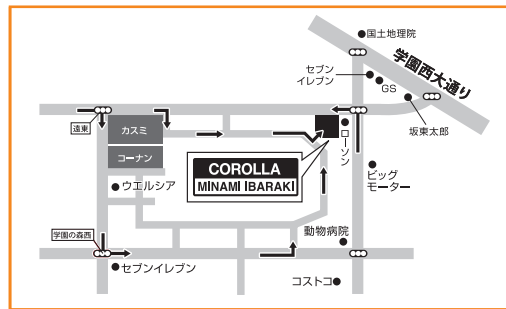 国土地理院
学園西大通り
セブン
イレブン
GS
坂東太郎
遠東
カスミ
コーナン
ローソン
COROLLA
MINAMI IBARAKI
ビッグ
モーター
ウエルシア
学園の森西
動物病院
セブンイレブン
コストコ